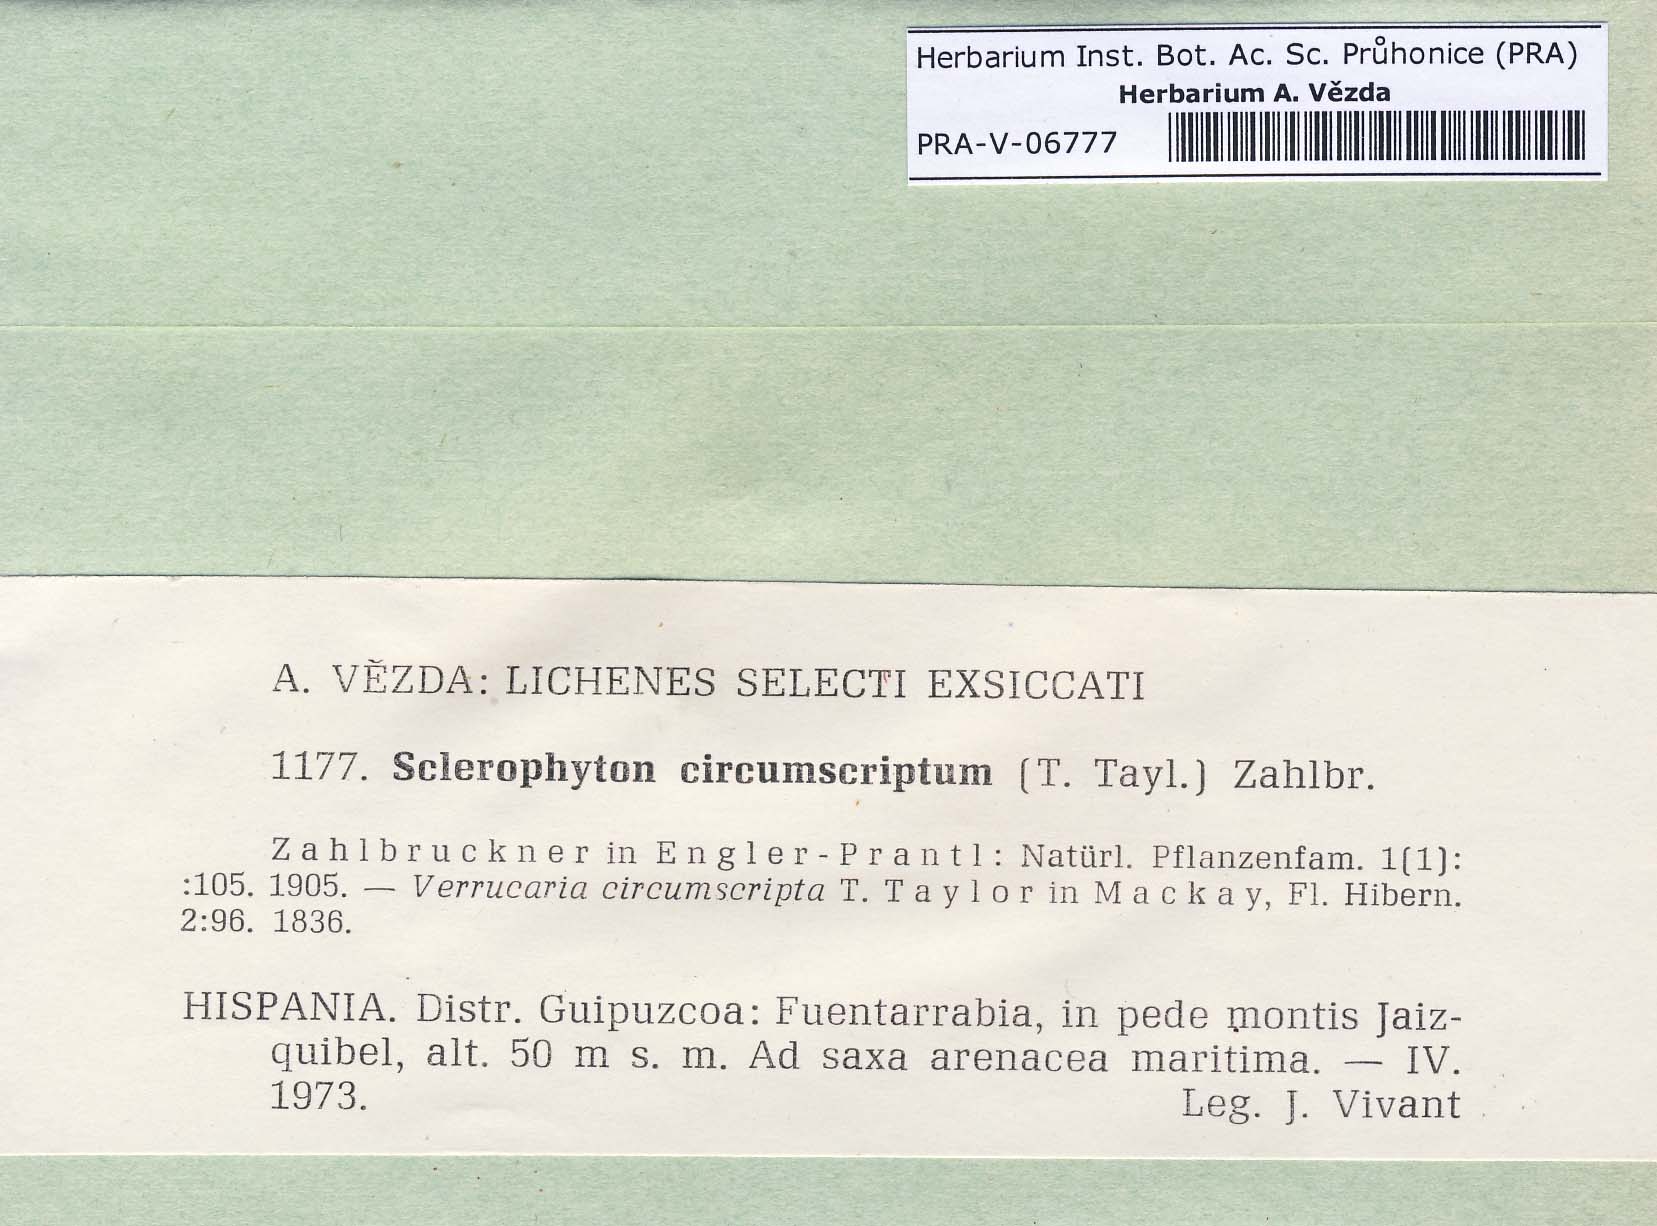 Herbarium Inst. Bot. Ac. Sc. Průhonice (PRA)
Herbarium A. Vězda
PRA-V-06777
A. VĚZDA: LICHENES SELECTI EXSICCATI
1177. Sclerophyton circumscriptum (T. Tayl.) Zahlbr.
Zahlbruckner in Engler-Prantl: Natürl. Pflanzenfam. 1(1):
:105. 1905. — Verrucaria circumscripta T. Taylor in Mackay, Fl. Hibern.
2:96. 1836.
HISPANIA. Distr. Guipuzcoa: Fuentarrabia, in pede montis Jaiz-
quibel, alt. 50 m s. m. Ad saxa arenacea maritima. — IV.
1973. Leg. J. Vivant